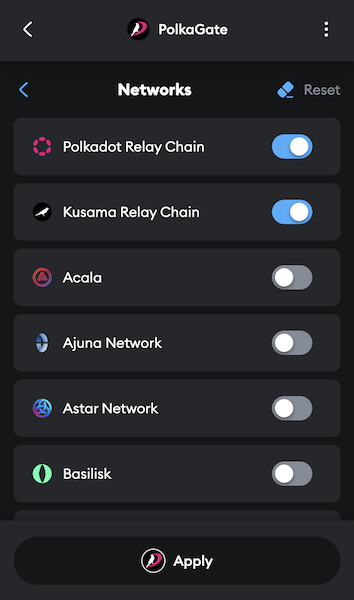 PolkaGate
Networks
Reset
Polkadot Relay Chain
Kusama Relay Chain
Acala
Ajuna Network
Astar Network
Basilisk
Apply